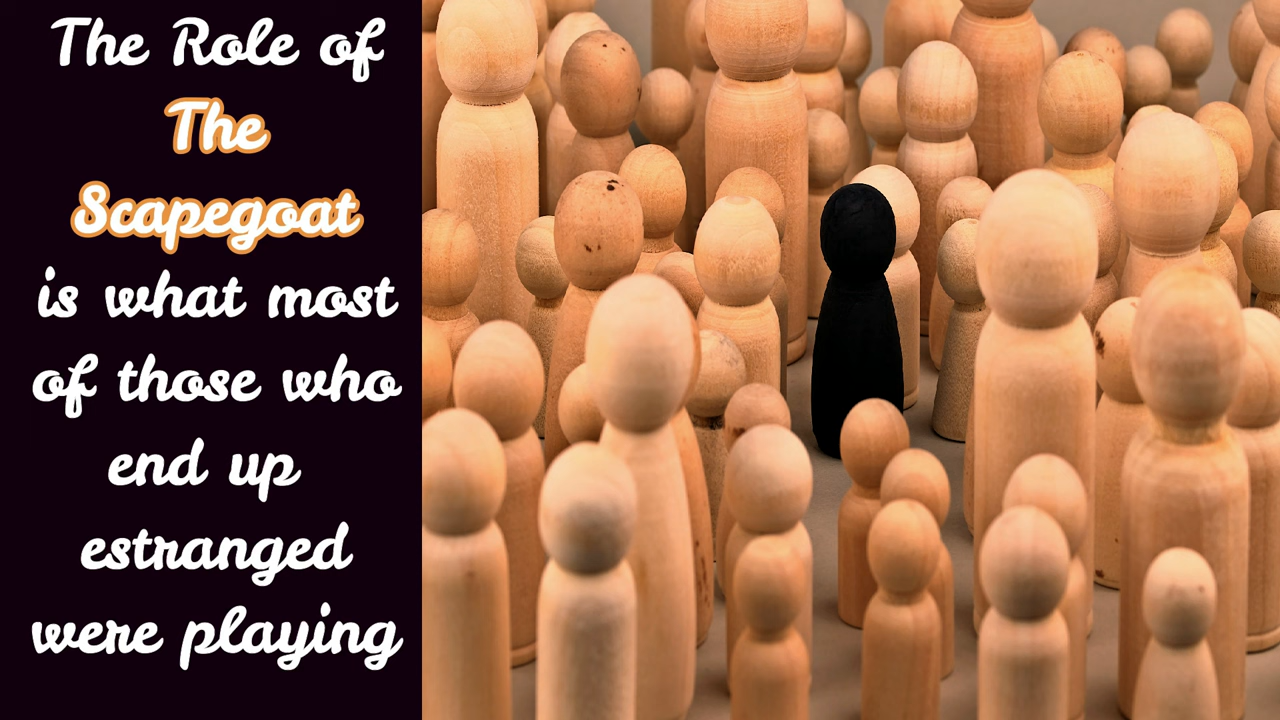 The Role of
The
Scapegoat
is what most
of those who
end up
estranged
were playing